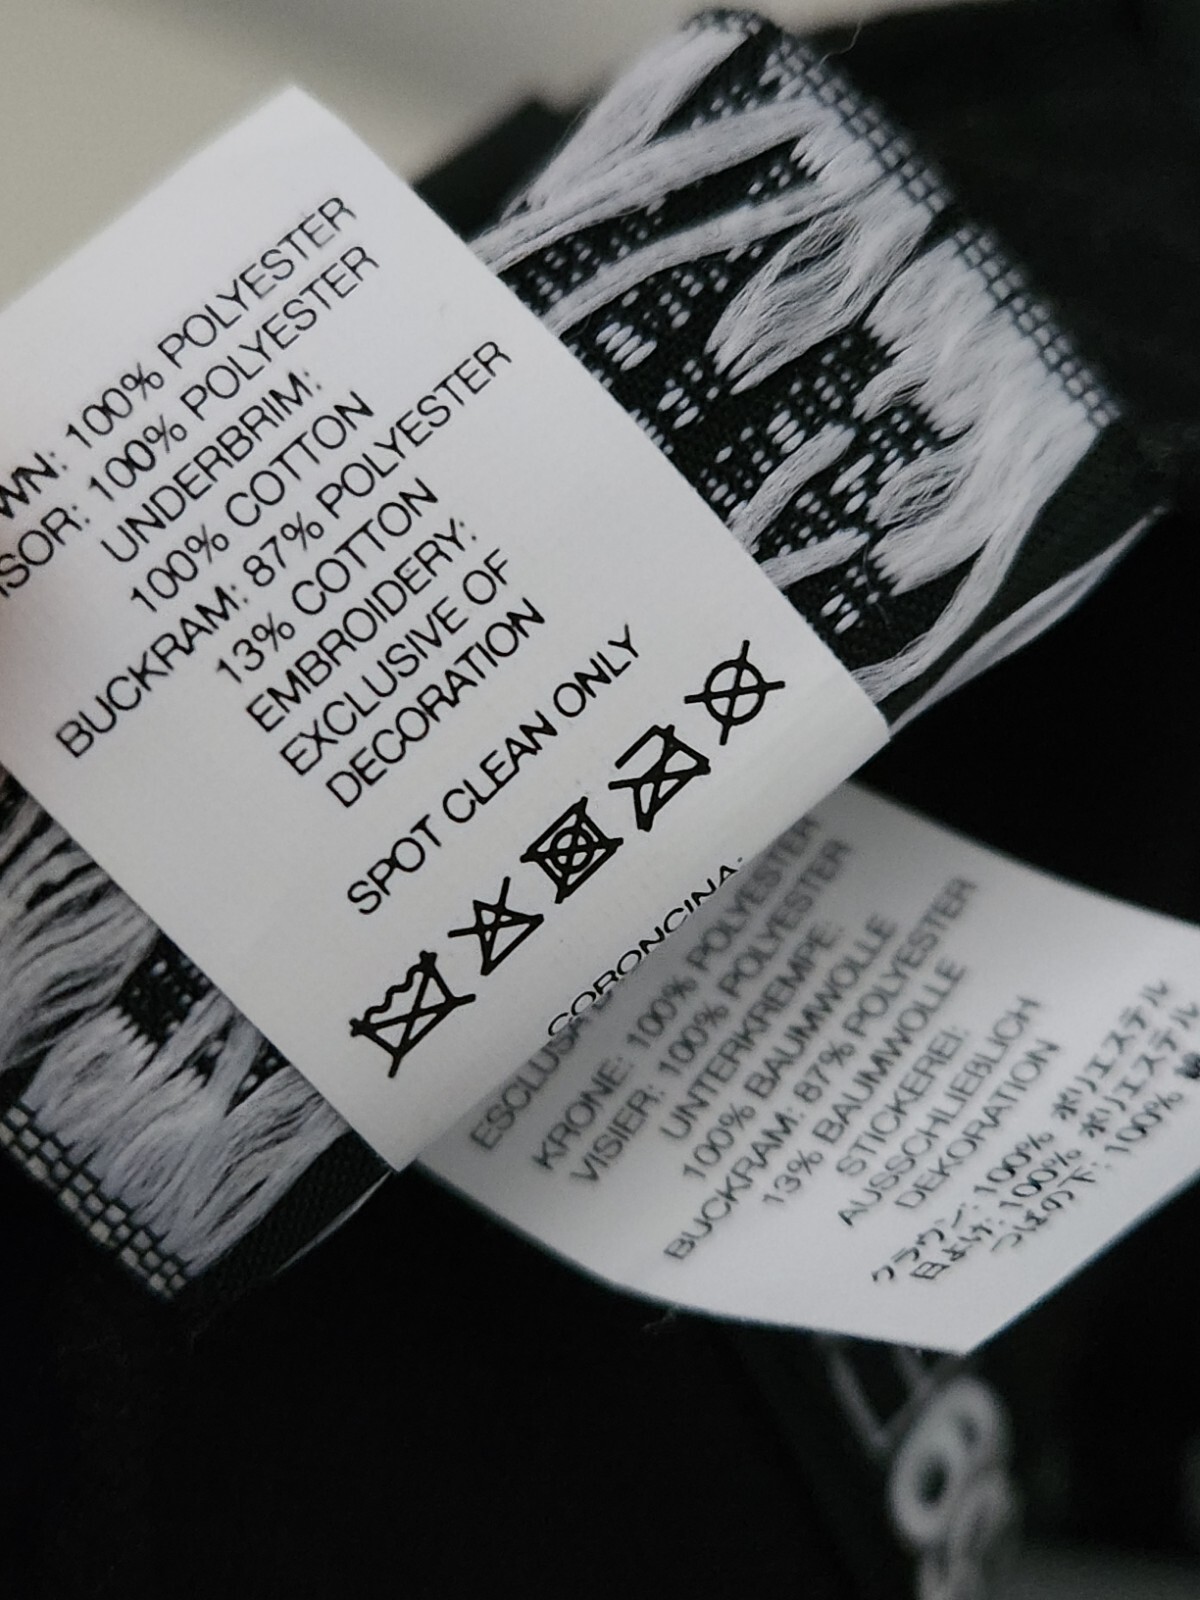 WN: 100% POLYESTER
ISOR: 100% POLYESTER
UNDERBRIM:
100% COTTON
BUCKRAM: 87% POLYESTER
13% COTTON
EMBROIDERY:
EXCLUSIVE OF
DECORATION
SPOT CLEAN ONLY
CORONCINA:
ESCLUSA
KRONE: 100% POLYESTER
VISIER: 100% POLYESTER
UNTERKREMPE:
100% BAUMWOLLE
BUCKRAM: 87% POLYESTER
13% BAUMWOLLE
STICKEREI:
AUSSCHLIEßLICH
DEKORATION
クラウン: 100% ポリエステル
日よけ: 100% ポリエステル
つばの下: 100%